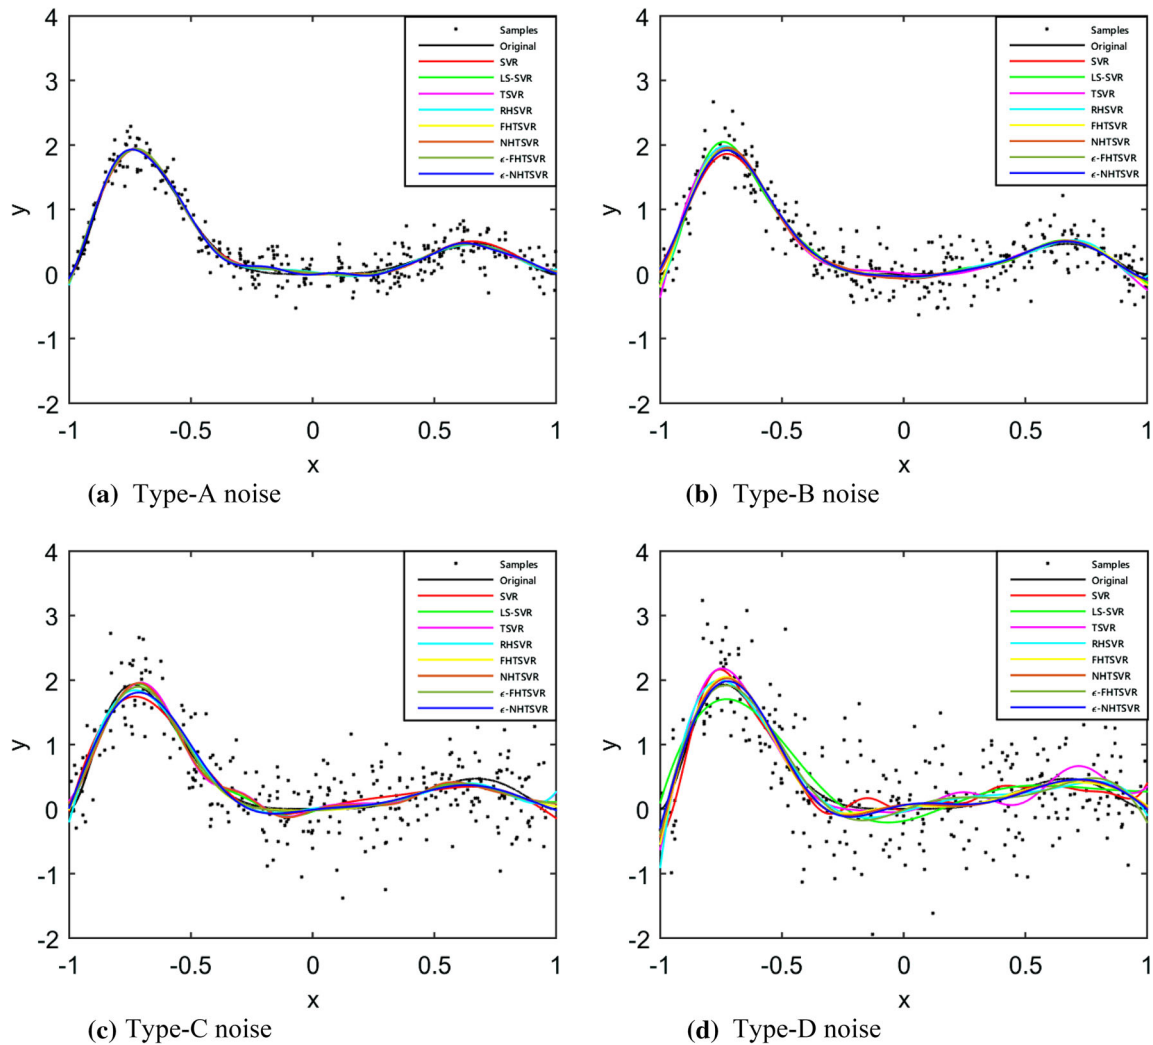 4
3
2
1
0
-1
-2
y
-1
-0.5
0
0.5
1
x
Samples
Original
SVR
LS-SVR
TSVR
RHSVR
FHTSVR
NHTSVR
ϵ-FHTSVR
ϵ-NHTSVR
(a) Type-A noise
4
3
2
1
0
-1
-2
y
-1
-0.5
0
0.5
1
x
Samples
Original
SVR
LS-SVR
TSVR
RHSVR
FHTSVR
NHTSVR
ϵ-FHTSVR
ϵ-NHTSVR
(b) Type-B noise
4
3
2
1
0
-1
-2
y
-1
-0.5
0
0.5
1
x
Samples
Original
SVR
LS-SVR
TSVR
RHSVR
FHTSVR
NHTSVR
ϵ-FHTSVR
ϵ-NHTSVR
(c) Type-C noise
4
3
2
1
0
-1
-2
y
-1
-0.5
0
0.5
1
x
Samples
Original
SVR
LS-SVR
TSVR
RHSVR
FHTSVR
NHTSVR
ϵ-FHTSVR
ϵ-NHTSVR
(d) Type-D noise